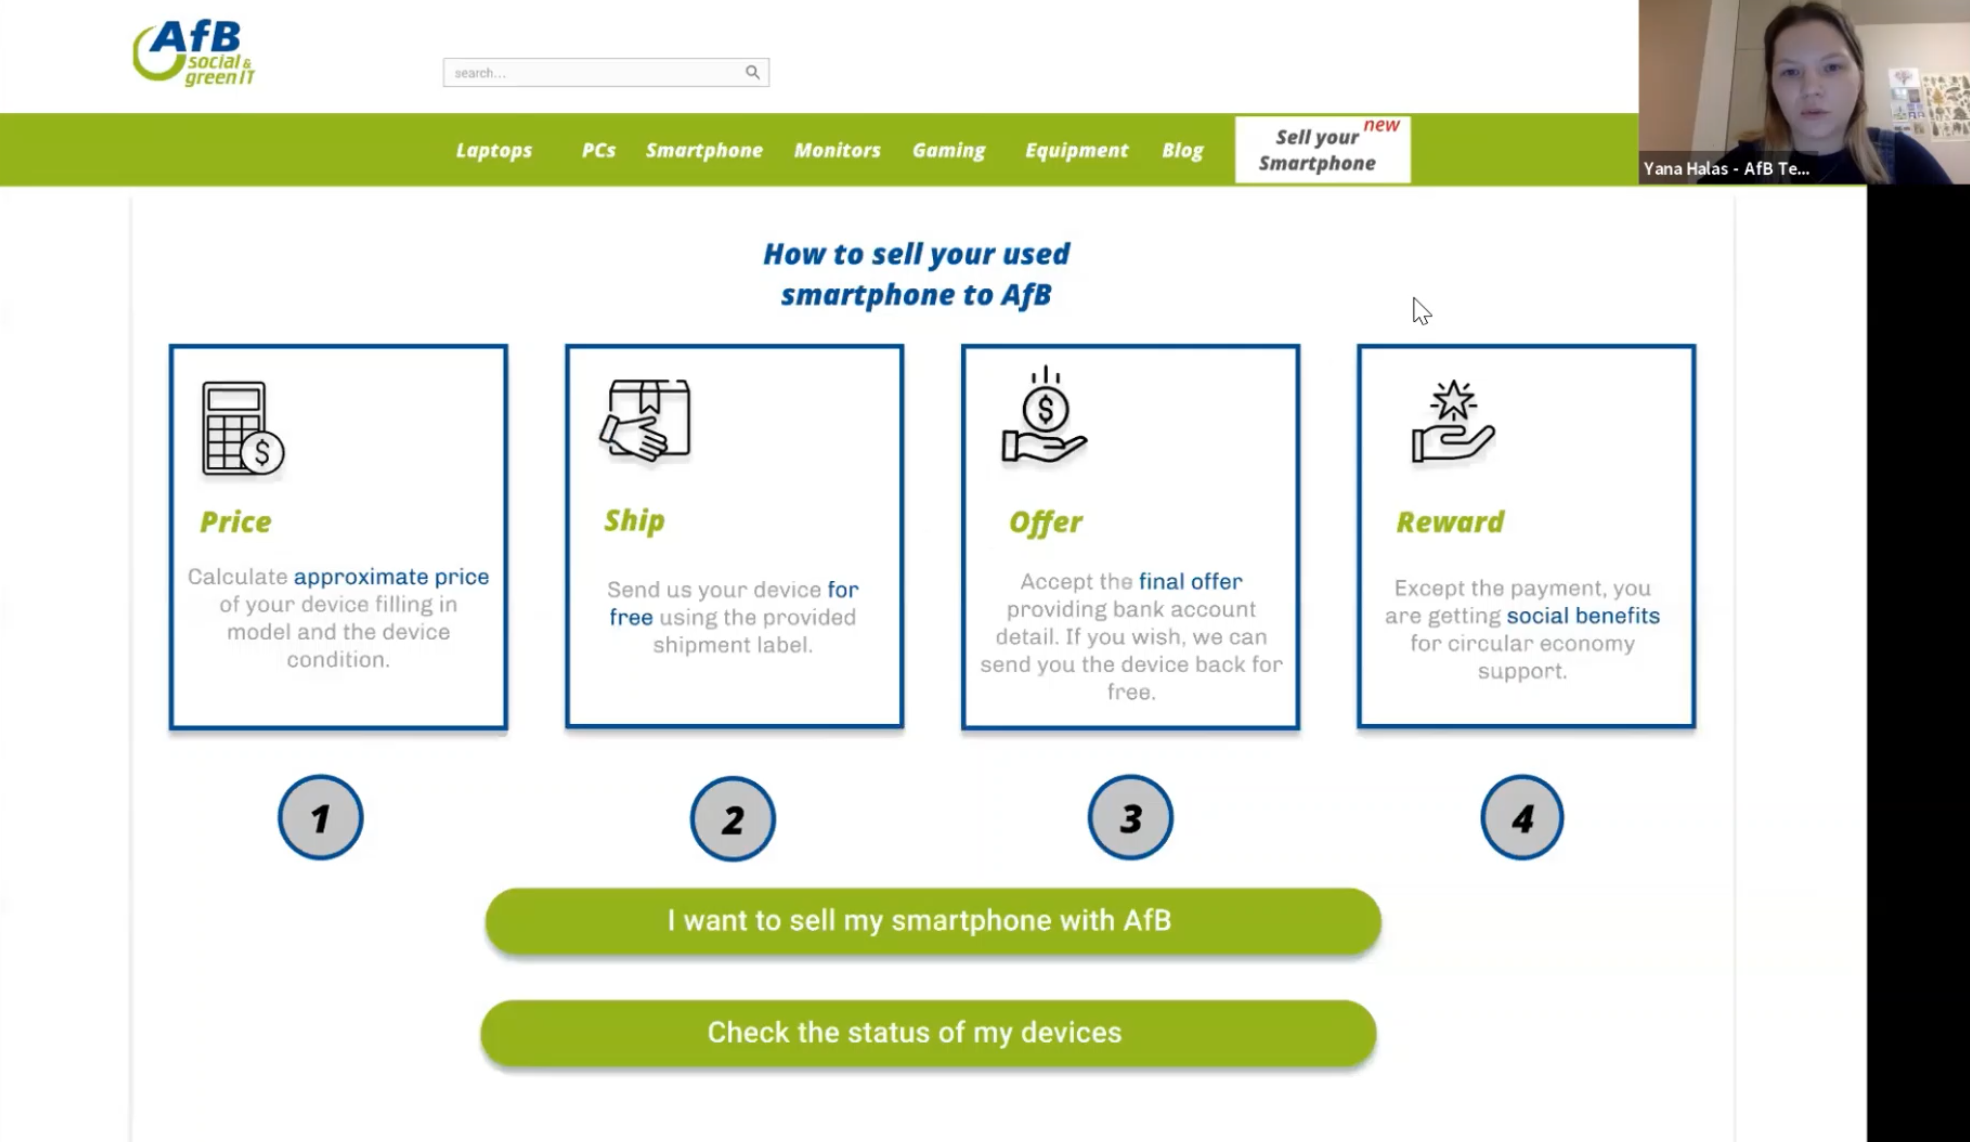 AfB
social &
green IT
search...
Yana Halas - AfB Te...
Laptops
PCs
Smartphone
Monitors
Gaming
Equipment
Blog
Sell your new
Smartphone
How to sell your used
smartphone to AfB
$
Price
Calculate approximate price
of your device filling in
model and the device
condition.
Ship
Send us your device for
free using the provided
shipment label.
$
Offer
Accept the final offer
providing bank account
detail. If you wish, we can
send you the device back for
free.
Reward
Except the payment, you
are getting social benefits
for circular economy
support.
1
2
3
4
I want to sell my smartphone with AfB
Check the status of my devices